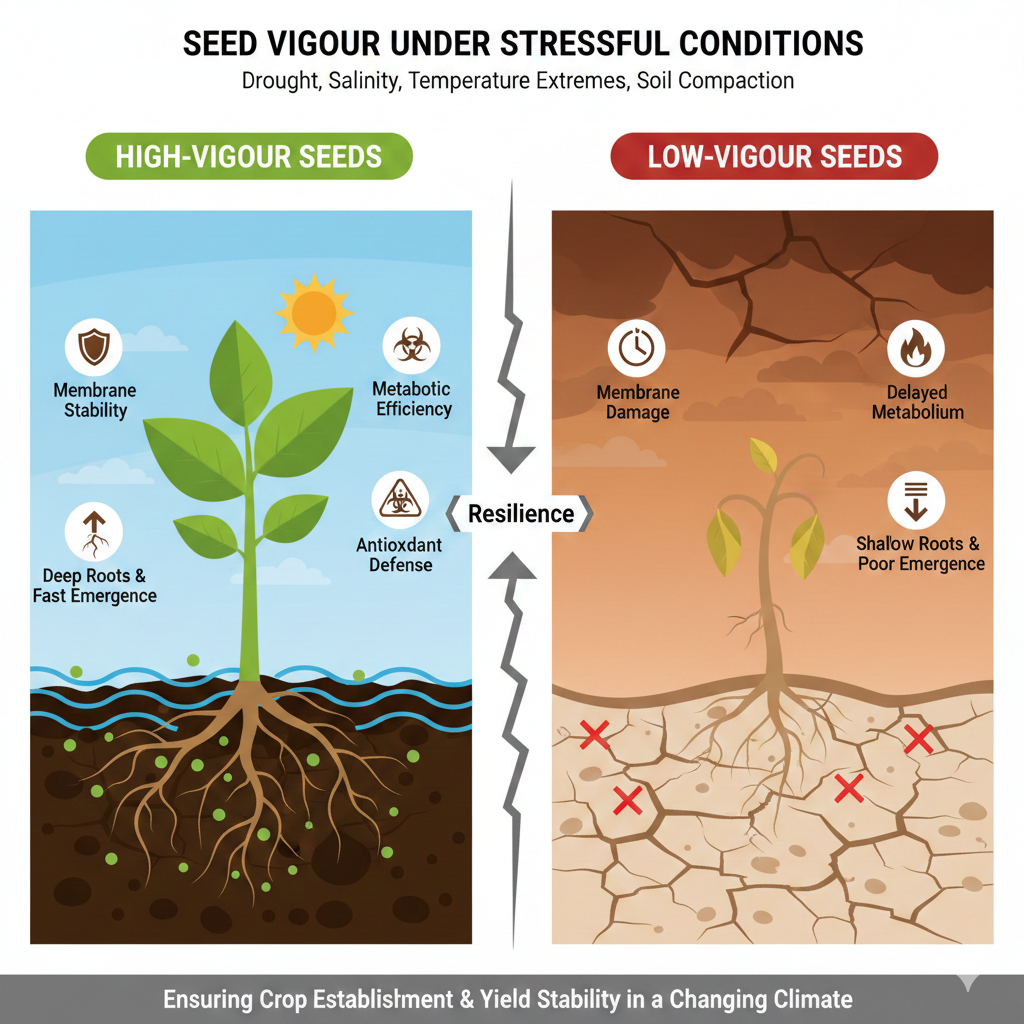 SEED VIGOUR UNDER STRESSFUL CONDITIONS
Drought, Salinity, Temperature Extremes, Soil Compaction
HIGH-VIGOUR SEEDS
LOW-VIGOUR SEEDS
Membrane
Stability
Metabotic
Efficiency
Deep Roots &
Fast Emergence
Antioxdant
Defense
Resilience
Membrane
Damage
Delayed
Metabolium
Shallow Roots &
Poor Emergence
Ensuring Crop Establishment & Yield Stability in a Changing Climate